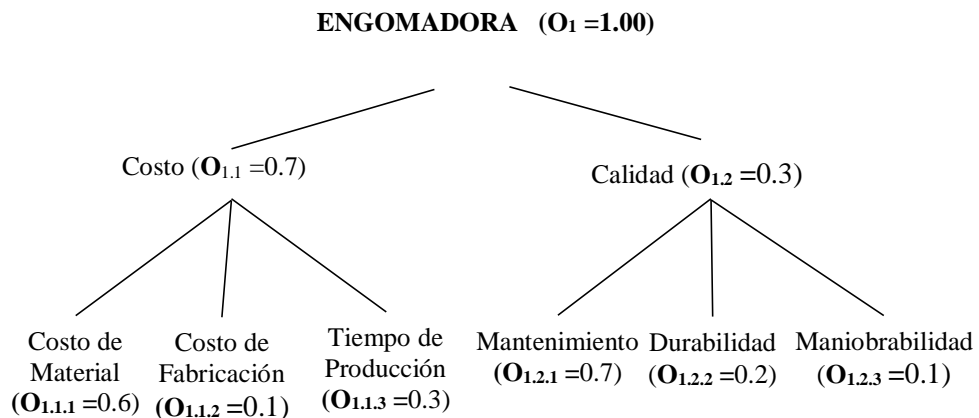 ENGOMADORA (O1 =1.00)
Costo (O1.1 =0.7)
Calidad (O1.2 =0.3)
Costo de
Material
(O1.1.1 =0.6)
Costo de
Fabricación
(O1.1.2 =0.1)
Tiempo de
Producción
(O1.1.3 =0.3)
Mantenimiento
(O1.2.1 =0.7)
Durabilidad
(O1.2.2 =0.2)
Maniobrabilidad
(O1.2.3 =0.1)